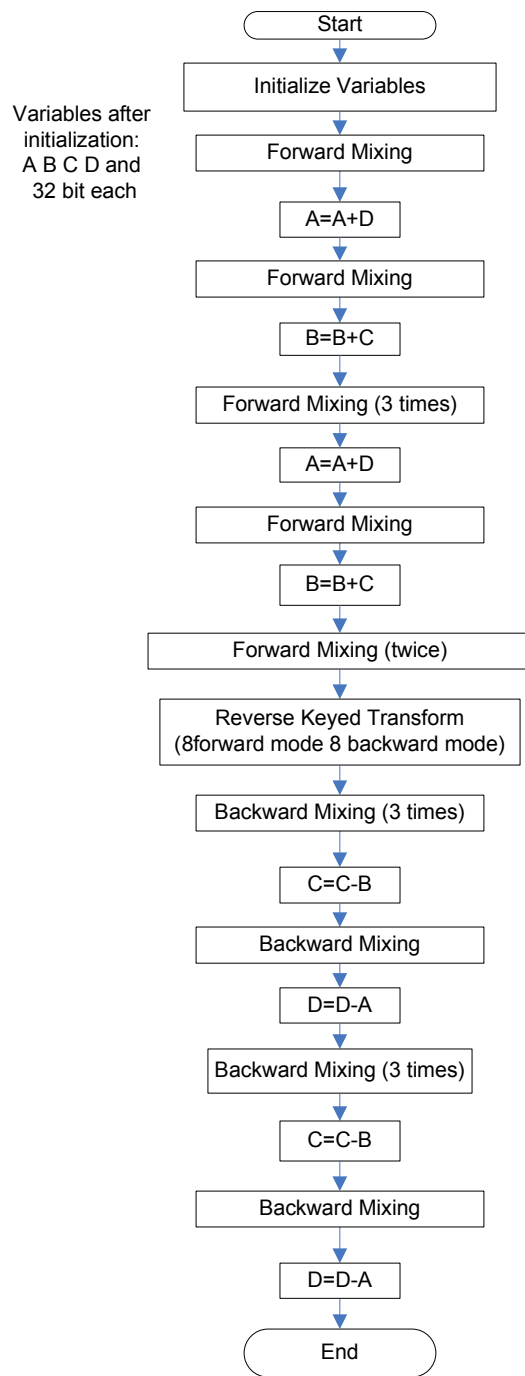 Start
Initialize Variables
Variables after
initialization:
A B C D and
32 bit each
Forward Mixing
A=A+D
Forward Mixing
B=B+C
Forward Mixing (3 times)
A=A+D
Forward Mixing
B=B+C
Forward Mixing (twice)
Reverse Keyed Transform
(8forward mode 8 backward mode)
Backward Mixing (3 times)
C=C-B
Backward Mixing
D=D-A
Backward Mixing (3 times)
C=C-B
Backward Mixing
D=D-A
End